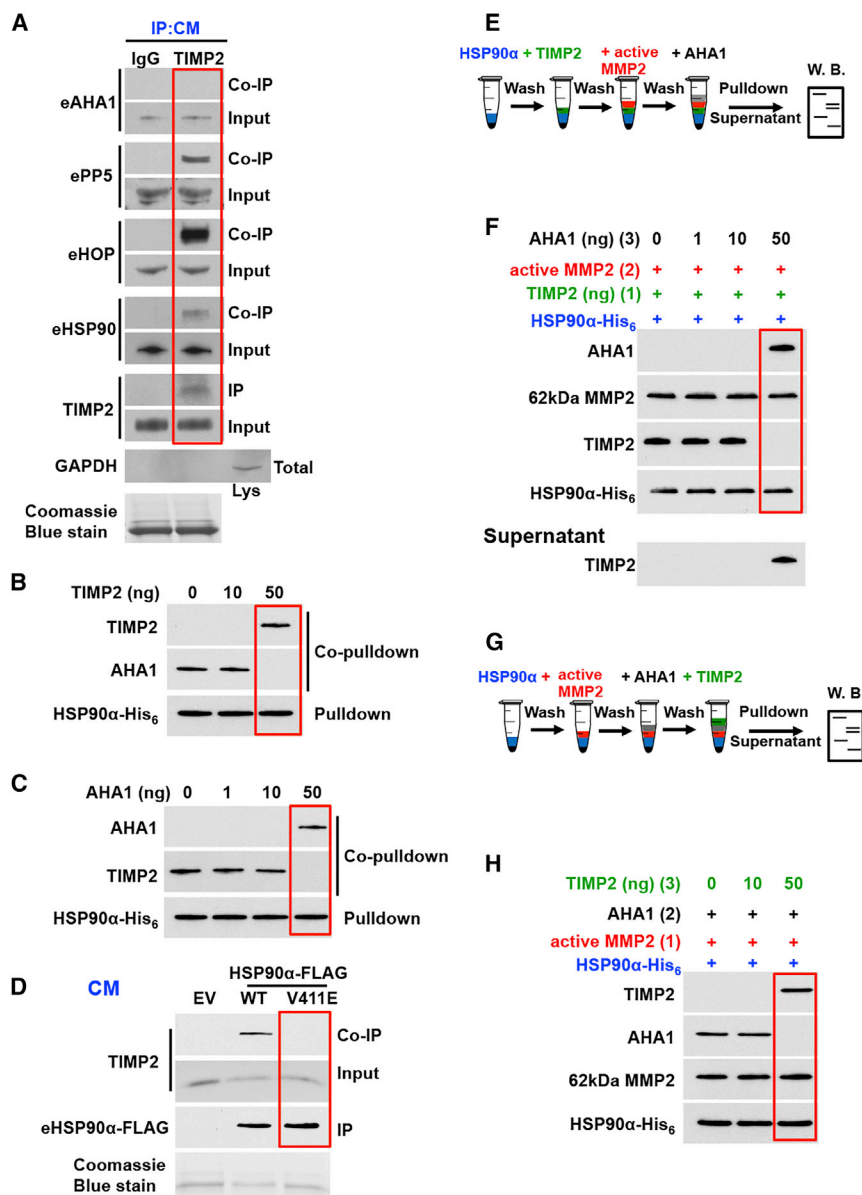 A
IP:CM
IgG TIMP2
eAHA1
Co-IP
Input
ePP5
Co-IP
Input
eHOP
Co-IP
Input
eHSP90
Co-IP
Input
TIMP2
IP
Input
GAPDH
Total
Lys
Coomassie
Blue stain
B
TIMP2 (ng) 0 10 50
TIMP2
AHA1
Co-pulldown
HSP90α-His6 Pulldown
C
AHA1 (ng) 0 1 10 50
AHA1
TIMP2
Co-pulldown
HSP90α-His6 Pulldown
D
CM
HSP90α-FLAG
EV WT V411E
TIMP2
Co-IP
Input
eHSP90α-FLAG IP
Coomassie
Blue stain
E
HSP90α + TIMP2 + active MMP2 + AHA1
Wash Wash Wash Pulldown
Supernatant
W. B.
F
AHA1 (ng) (3) 0 1 10 50
active MMP2 (2) + + + +
TIMP2 (ng) (1) + + + +
HSP90α-His6 + + + +
AHA1
62kDa MMP2
TIMP2
HSP90α-His6
Supernatant
TIMP2
G
HSP90α + active MMP2 + AHA1 + TIMP2
Wash Wash Wash Pulldown
Supernatant
W. B
H
TIMP2 (ng) (3) 0 10 50
AHA1 (2) + + +
active MMP2 (1) + + +
HSP90α-His6 + + +
TIMP2
AHA1
62kDa MMP2
HSP90α-His6